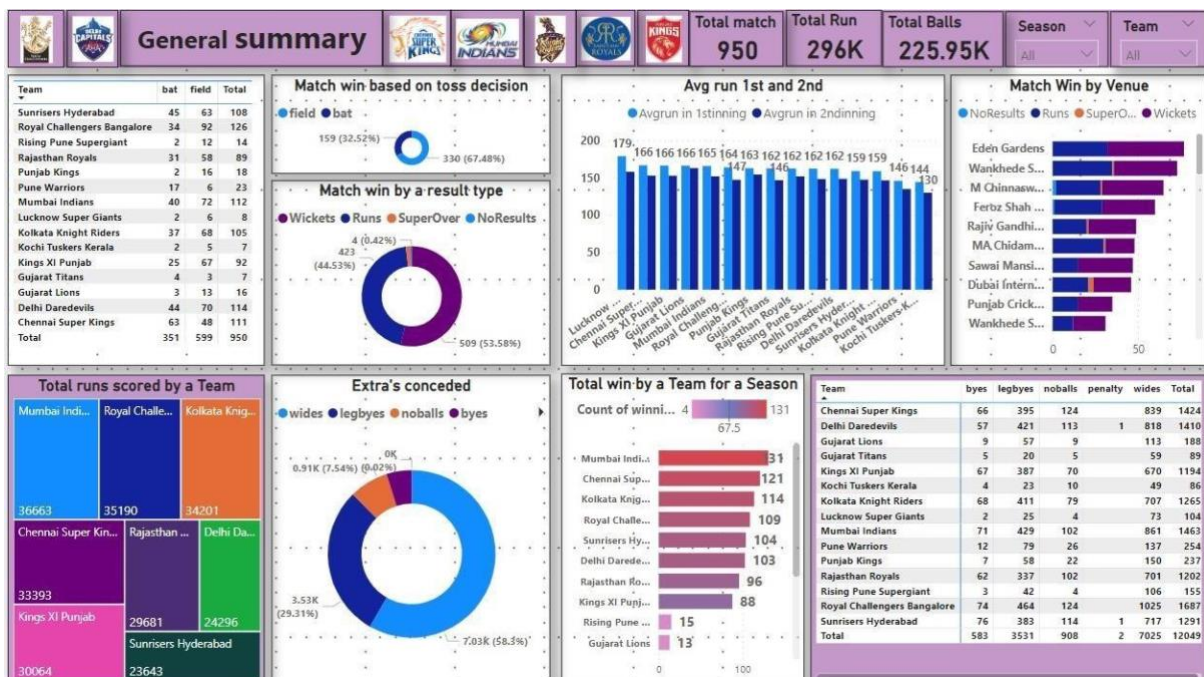 General summary
CHENNAI
SUPER
KINGS
MUMBAI
INDIANS
RAJASTHAN
ROYALS
KINGS
DELHI
CAPITALS
Total match
950
Total Run
296K
Total Balls
225.95K
Season
All
Team
All
Team bat field Total
Sunrisers Hyderabad 45 63 108
Royal Challengers Bangalore 34 92 126
Rising Pune Supergiant 2 12 14
Rajasthan Royals 31 58 89
Punjab Kings 2 16 18
Pune Warriors 17 6 23
Mumbai Indians 40 72 112
Lucknow Super Giants 2 6 8
Kolkata Knight Riders 37 68 105
Kochi Tuskers Kerala 2 5 7
Kings XI Punjab 25 67 92
Gujarat Titans 4 3 7
Gujarat Lions 3 13 16
Delhi Daredevils 44 70 114
Chennai Super Kings 63 48 111
Total 351 599 950
Match win based on toss decision
field bat
159 (32.52%)
330 (67.48%)
Match win by a result type
Wickets Runs SuperOver NoResults
4 (0.42%)
423
(44.53%)
509 (53.58%)
Avg run 1st and 2nd
Avgrun in 1stinning Avgrun in 2ndinning
200
150
100
50
0
179 166 166 166 165 164 163 162 162 162 162 159 159 146 144
147 146 130
Lucknow ...
Chennai Super...
Kings XI Punjab
Gujarat Lions
Mumbai Indians
Royal Challeng...
Punjab Kings
Gujarat Titans
Rajasthan Royals
Rising Pune Su...
Delhi Daredevils
Sunrisers Hyder...
Kolkata Knight ...
Pune Warriors
Kochi Tuskers K...
Match Win by Venue
NoResults Runs SuperO... Wickets
Eden Gardens
Wankhede S...
M Chinnasw...
Feroz Shah ...
Rajiv Gandhi...
MA Chidam...
Sawai Mansi...
Dubai Intern...
Punjab Crick...
Wankhede S...
0 50
Total runs scored by a Team
Mumbai Indi...
36663
Royal Challe...
35190
Kolkata Knig...
34201
Chennai Super Kin...
33393
Rajasthan ...
29681
Delhi Da...
24296
Kings XI Punjab
30064
Sunrisers Hyderabad
23643
Extra's conceded
wides legbyes noballs byes
0K
(0.02%)
0.91K (7.54%)
3.53K
(29.31%)
7.03K (58.3%)
Total win by a Team for a Season
Count of winni... 4 131
67.5
Mumbai Indi... 131
Chennai Sup... 121
Kolkata Knig... 114
Royal Challe... 109
Sunrisers Hy... 104
Delhi Darede... 103
Rajasthan Ro... 96
Kings XI Punj... 88
Rising Pune ... 15
Gujarat Lions 13
0 100
Team byes legbyes noballs penalty wides Total
Chennai Super Kings 66 395 124 839 1424
Delhi Daredevils 57 421 113 1 818 1410
Gujarat Lions 9 57 9 113 188
Gujarat Titans 5 20 5 59 89
Kings XI Punjab 67 387 70 670 1194
Kochi Tuskers Kerala 4 23 10 49 86
Kolkata Knight Riders 68 411 79 707 1265
Lucknow Super Giants 2 25 4 73 104
Mumbai Indians 71 429 102 861 1463
Pune Warriors 12 79 26 137 254
Punjab Kings 7 58 22 150 237
Rajasthan Royals 62 337 102 701 1202
Rising Pune Supergiant 3 42 4 106 155
Royal Challengers Bangalore 74 464 124 1025 1687
Sunrisers Hyderabad 76 383 114 1 717 1291
Total 583 3531 908 2 7025 12049